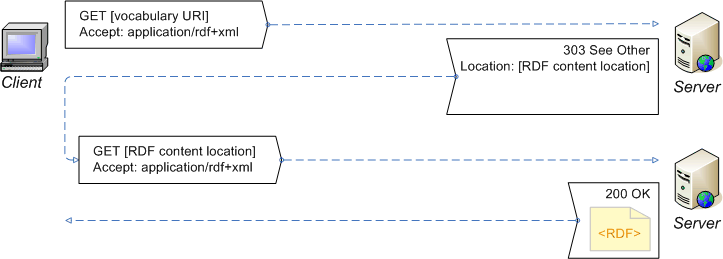 GET [vocabulary URI]
Accept: application/rdf+xml
Client
303 See Other
Location: [RDF content location]
Server
GET [RDF content location]
Accept: application/rdf+xml
200 OK
<RDF>
Server